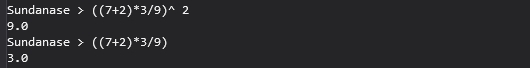 Sundanase > ((7+2)*3/9)^ 2
9.0
Sundanase > ((7+2)*3/9)
3.0